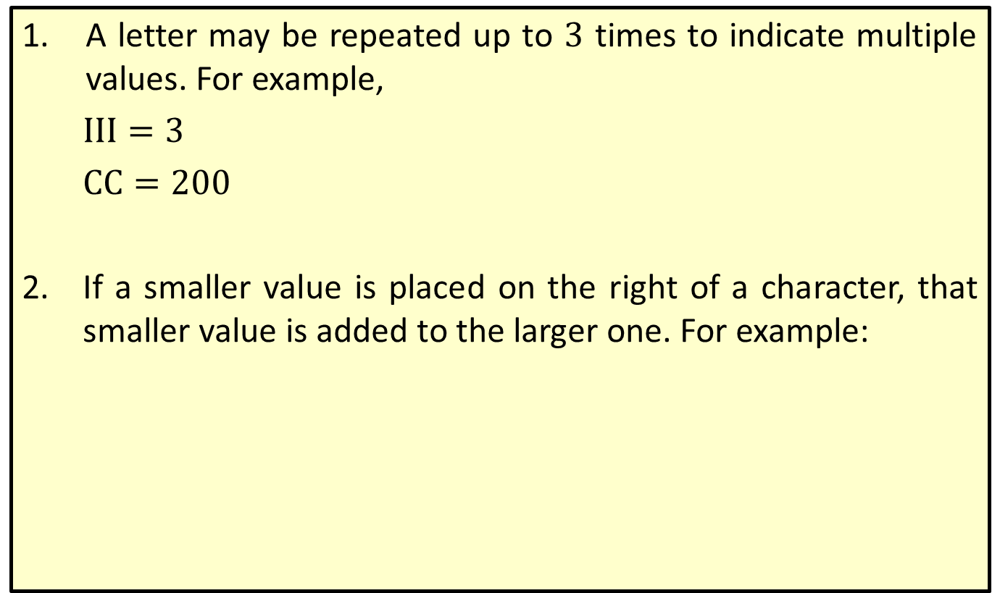 1. A letter may be repeated up to 3 times to indicate multiple
values. For example,
III = 3
CC = 200
2. If a smaller value is placed on the right of a character, that
smaller value is added to the larger one. For example: